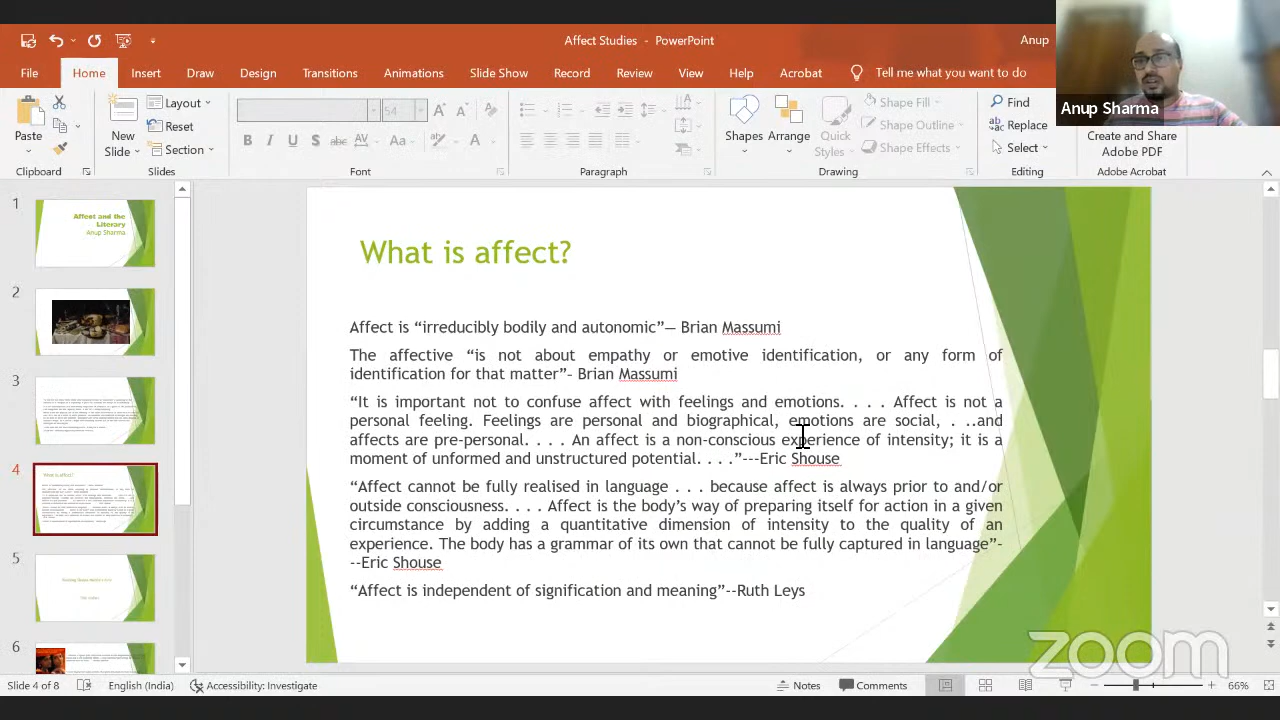 Affect Studies - PowerPoint
Anup
File Home Insert Draw Design Transitions Animations Slide Show Record Review View Help Acrobat Tell me what you want to do
Anup Sharma
Paste
New
Slide
Layout
Reset
Section
54
B I U S ab AV Aa A
Shapes
Arrange
Quick
Styles
Shape Fill
Shape Outline
Shape Effects
Find
Replace
Select
Create and Share
Adobe PDF
Clipboard Slides Font Paragraph Drawing Editing Adobe Acrobat
1
Affect and the
Literary
Anup Sharma
2
3
4
5
6
What is affect?
Affect is “irreducibly bodily and autonomic”— Brian Massumi
The affective “is not about empathy or emotive identification, or any form of
identification for that matter”– Brian Massumi
“It is important not to confuse affect with feelings and emotions. . . . Affect is not a
personal feeling. Feelings are personal and biographical, emotions are social, . ..and
affects are pre-personal. . . . An affect is a non-conscious experience of intensity; it is a
moment of unformed and unstructured potential. . . .”---Eric Shouse
“Affect cannot be fully realised in language . . . because affect is always prior to and/or
outside consciousness. . . . Affect is the body’s way of preparing itself for action in a given
circumstance by adding a quantitative dimension of intensity to the quality of an
experience. The body has a grammar of its own that cannot be fully captured in language”-
--Eric Shouse
“Affect is independent of signification and meaning”--Ruth Leys
zoom
Slide 4 of 8 English (India) Accessibility: Investigate Notes Comments 66%